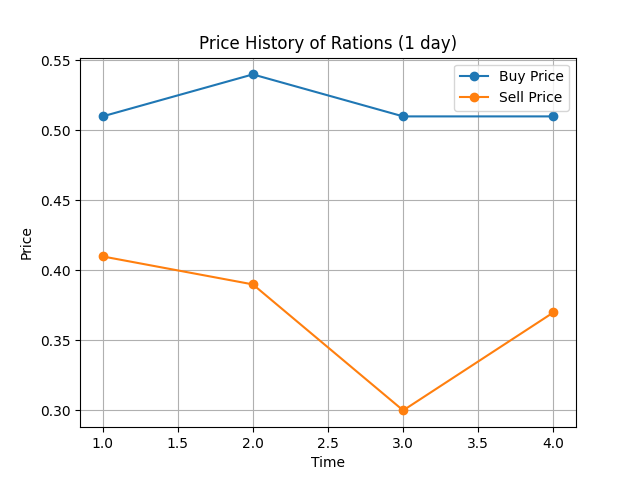 Price History of Rations (1 day)
Buy Price
Sell Price
0.55
0.50
0.45
0.40
0.35
0.30
Price
1.0 1.5 2.0 2.5 3.0 3.5 4.0
Time